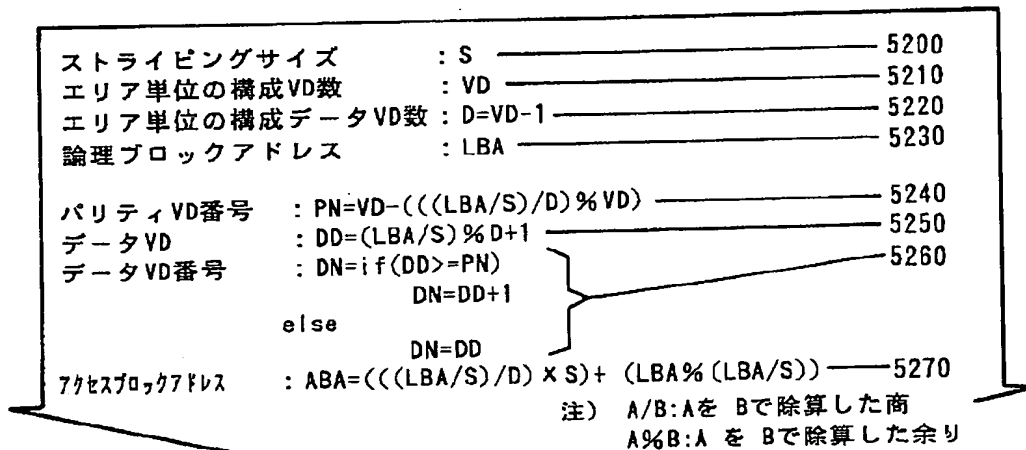 ストライピングサイズ : S 5200
エリア単位の構成VD数 : VD 5210
エリア単位の構成データVD数 : D=VD-1 5220
論理ブロックアドレス : LBA 5230
パリティVD番号 : PN=VD-(((LBA/S)/D)%VD) 5240
データVD : DD=(LBA/S)%D+1 5250
データVD番号 : DN=if(DD>=PN) 5260
DN=DD+1
else
DN=DD
アクセスブロックアドレス : ABA=(((LBA/S)/D)×S)+ (LBA%(LBA/S)) 5270
注) A/B:Aを Bで除算した商
A%B:A を Bで除算した余り